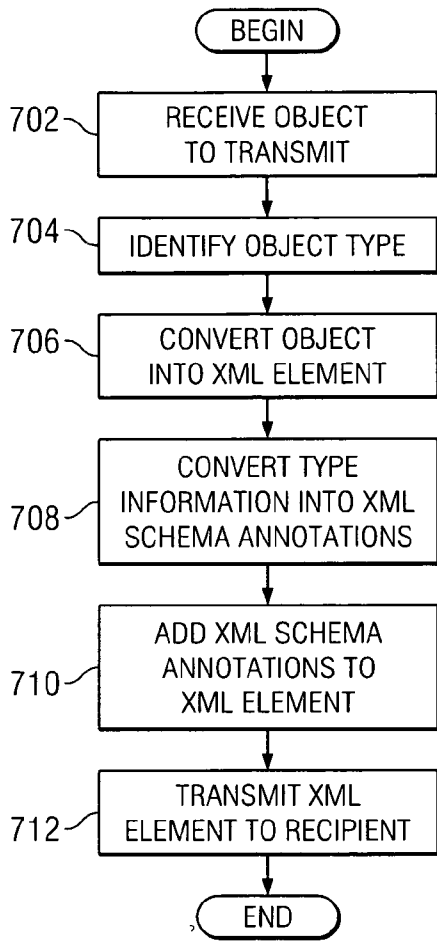 BEGIN
702
RECEIVE OBJECT
TO TRANSMIT
704
IDENTIFY OBJECT TYPE
706
CONVERT OBJECT
INTO XML ELEMENT
708
CONVERT TYPE
INFORMATION INTO XML
SCHEMA ANNOTATIONS
710
ADD XML SCHEMA
ANNOTATIONS TO
XML ELEMENT
712
TRANSMIT XML
ELEMENT TO RECIPIENT
END